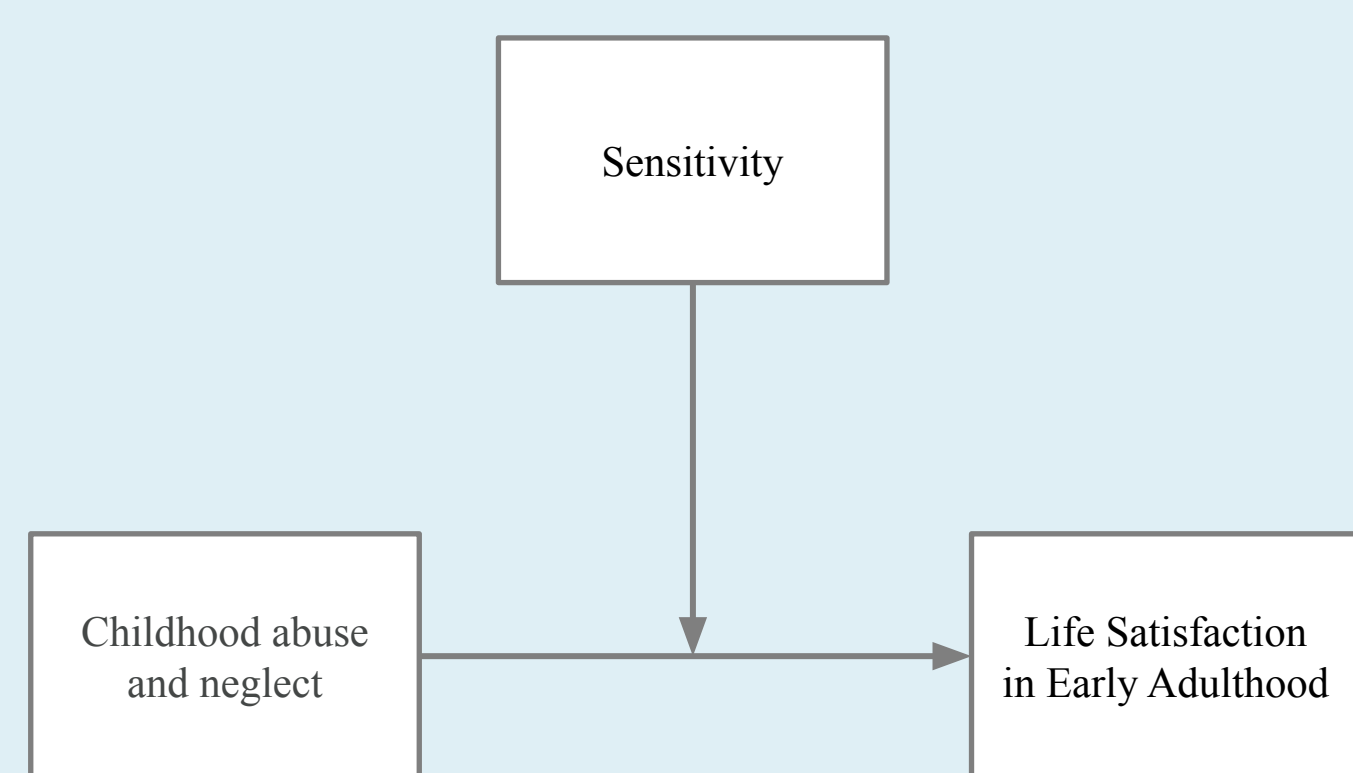 Sensitivity
Childhood abuse
and neglect
Life Satisfaction
in Early Adulthood